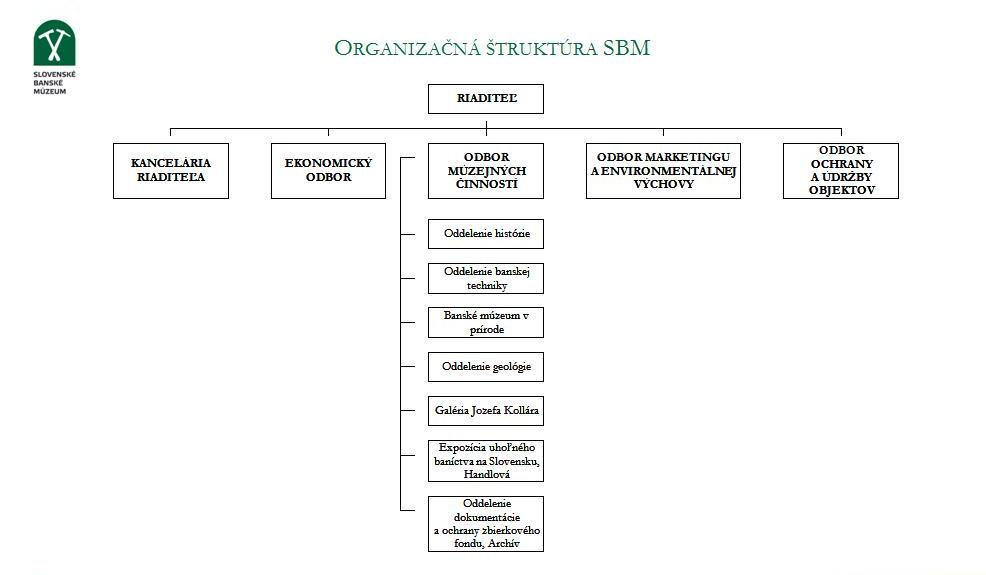 SLOVENSKÉ
BANSKÉ
MÚZEUM
ORGANIZAČNÁ ŠTRUKTÚRA SBM
RIADITEĽ
KANCELÁRIA
RIADITEĽA
EKONOMICKÝ
ODBOR
ODBOR
MÚZEJNÝCH
ČINNOSTÍ
ODBOR MARKETINGU
A ENVIRONMENTÁLNEJ
VÝCHOVY
ODBOR
OCHRANY
A ÚDRŽBY
OBJEKTOV
Oddelenie histórie
Oddelenie banskej
techniky
Banské múzeum v
prírode
Oddelenie geológie
Galéria Jozefa Kollára
Expozícia uhoľného
baníctva na Slovensku,
Handlová
Oddelenie
dokumentácie
a ochrany zbierkového
fondu, Archív